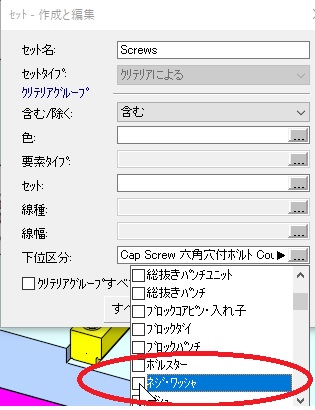 セット - 作成と編集
セット名: Screws
セットタイプ: クリテリアによる
クリテリアグループ
含む/除く: 含む
色: ...
要素タイプ: ...
セット: ...
線種: ...
線幅: ...
下位区分: Cap Screw 六角穴付ボルト Cou ...
総抜きパンチユニット
クリテリアグループすべ
総抜きパンチ
ブロックコアピン・入れ子
すべ
ブロックダイ
ブロックパンチ
ボルスター
ネジ・ワッシャ